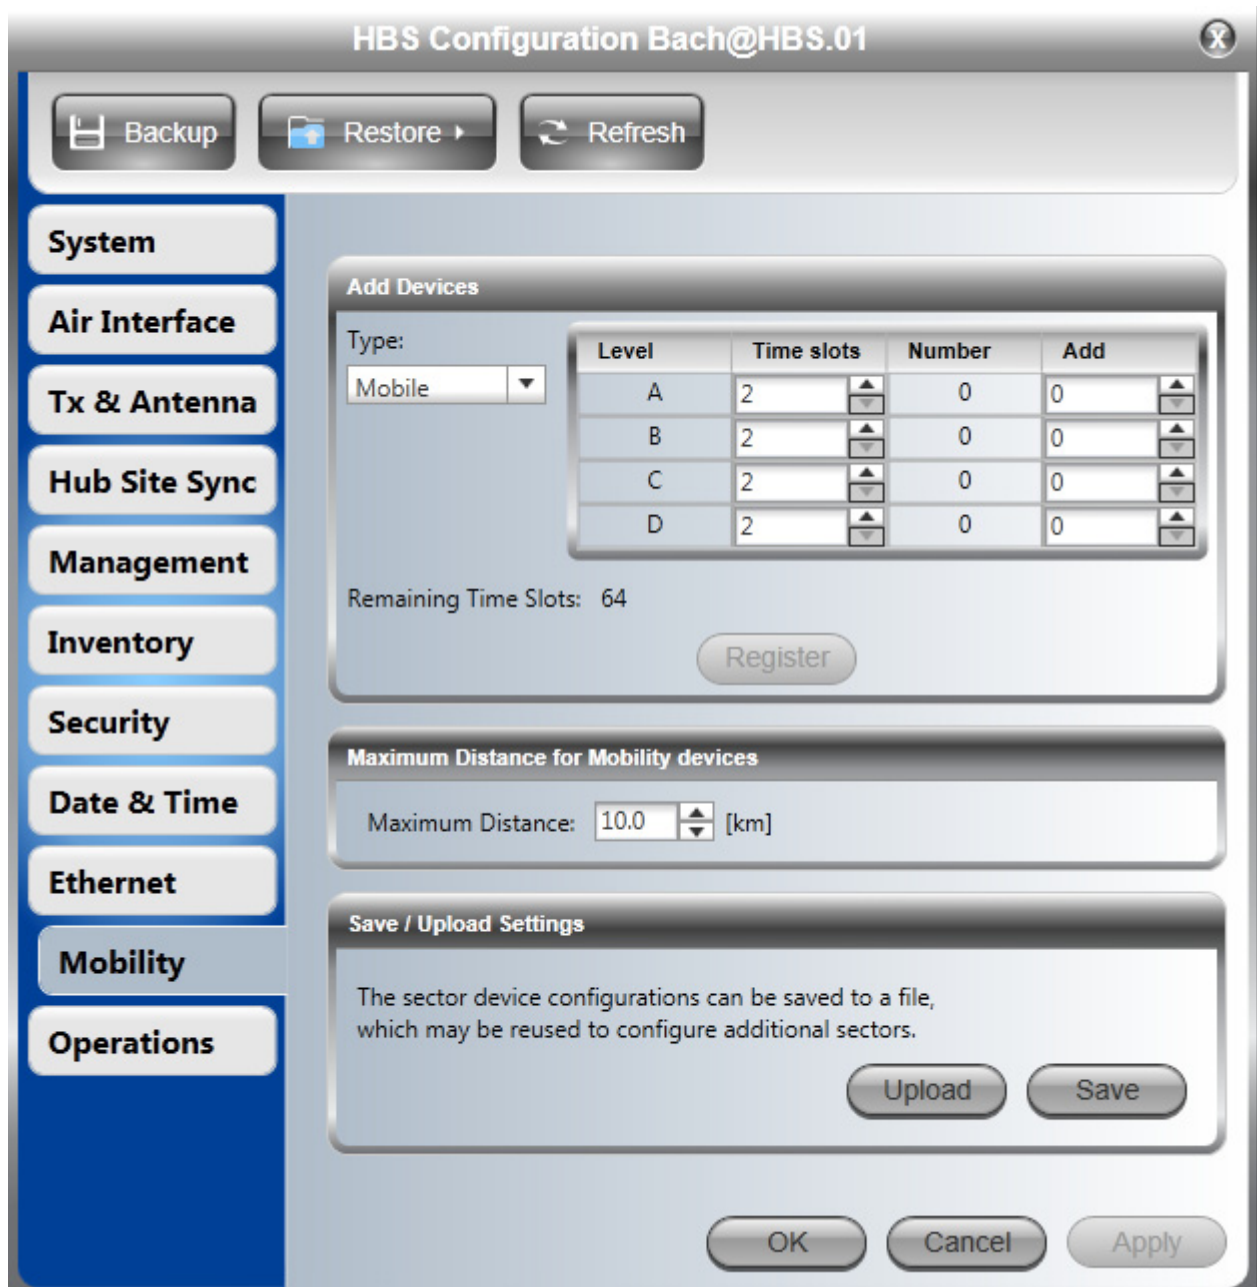 HBS Configuration Bach@HBS.01
X
Backup
Restore
Refresh
System
Air Interface
Tx & Antenna
Hub Site Sync
Management
Inventory
Security
Date & Time
Ethernet
Mobility
Operations
Add Devices
Type:
Mobile
Level Time slots Number Add
A 2 0 0
B 2 0 0
C 2 0 0
D 2 0 0
Remaining Time Slots: 64
Register
Maximum Distance for Mobility devices
Maximum Distance: 10.0 [km]
Save / Upload Settings
The sector device configurations can be saved to a file,
which may be reused to configure additional sectors.
Upload Save
OK Cancel Apply